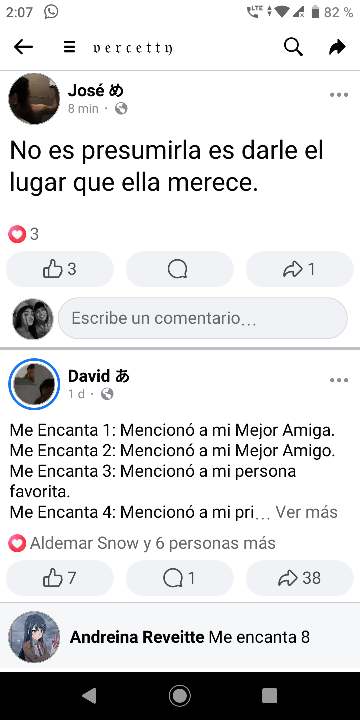 2:07 LTE 82 %
𝔳𝔢𝔯𝔠𝔢𝔱𝔱𝔶
José め
8 min ·
No es presumirla es darle el
lugar que ella merece.
3
3 1
Escribe un comentario...
David あ
1 d ·
Me Encanta 1: Mencionó a mi Mejor Amiga.
Me Encanta 2: Mencionó a mi Mejor Amigo.
Me Encanta 3: Mencionó a mi persona
favorita.
Me Encanta 4: Mencionó a mi pri... Ver más
Aldemar Snow y 6 personas más
7 1 38
Andreina Reveitte Me encanta 8